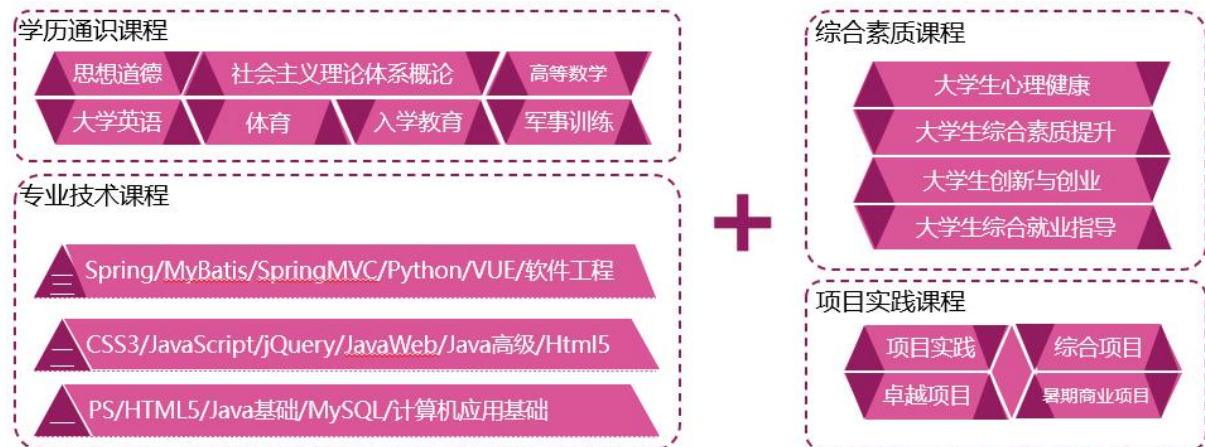 学历通识课程
思想道德
社会主义理论体系概论
高等数学
大学英语
体育
入学教育
军事训练
专业技术课程
三
Spring/MyBatis/SpringMVC/Python/VUE/软件工程
二
CSS3/JavaScript/jQuery/JavaWeb/Java高级/Html5
一
PS/HTML5/Java基础/MySQL/计算机应用基础
+
综合素质课程
大学生心理健康
大学生综合素质提升
大学生创新与创业
大学生综合就业指导
项目实践课程
项目实践
综合项目
卓越项目
暑期商业项目